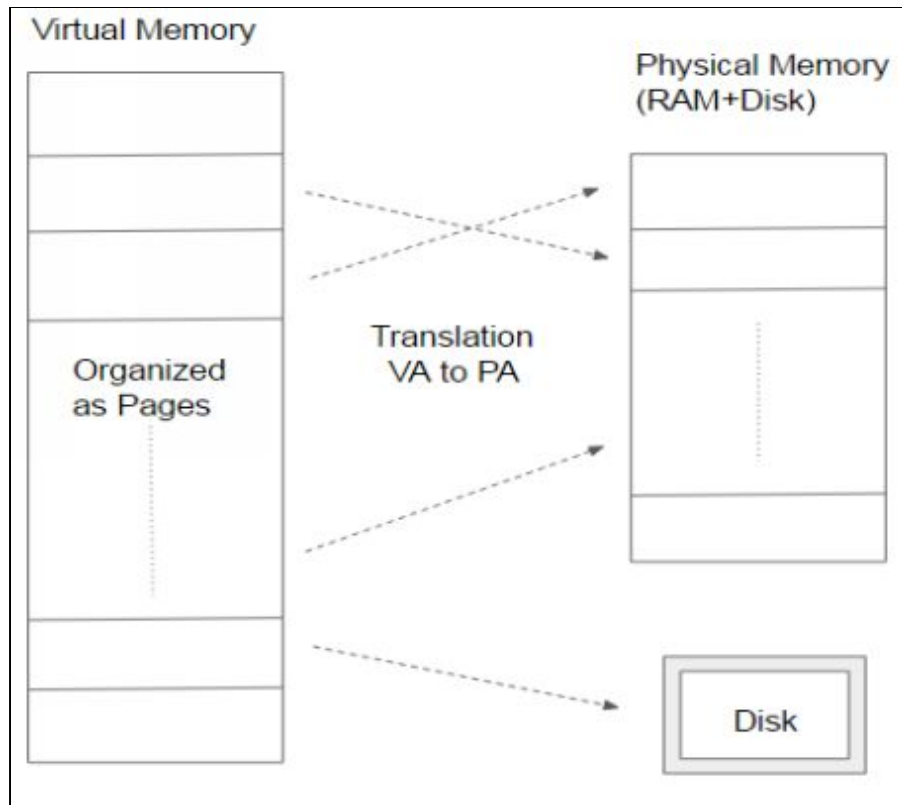 Virtual Memory
Physical Memory
(RAM+Disk)
Organized
as Pages
Translation
VA to PA
Disk